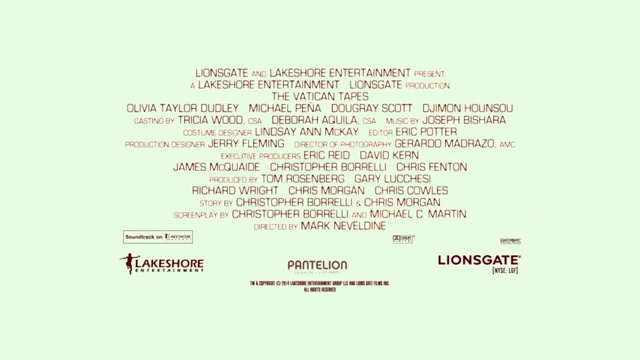 LIONSGATE AND LAKESHORE ENTERTAINMENT PRESENT
A LAKESHORE ENTERTAINMENT LIONSGATE PRODUCTION
THE VATICAN TAPES
OLIVIA TAYLOR DUDLEY MICHAEL PEÑA DOUGRAY SCOTT DJIMON HOUNSOU
CASTING BY TRICIA WOOD, CSA DEBORAH AQUILA, CSA MUSIC BY JOSEPH BISHARA
COSTUME DESIGNER LINDSAY ANN McKAY EDITOR ERIC POTTER
PRODUCTION DESIGNER JERRY FLEMING DIRECTOR OF PHOTOGRAPHY GERARDO MADRAZO, AMC
EXECUTIVE PRODUCERS ERIC REID DAVID KERN
JAMES McQUAIDE CHRISTOPHER BORRELLI CHRIS FENTON
PRODUCED BY TOM ROSENBERG GARY LUCCHESI
RICHARD WRIGHT CHRIS MORGAN CHRIS COWLES
STORY BY CHRISTOPHER BORRELLI & CHRIS MORGAN
SCREENPLAY BY CHRISTOPHER BORRELLI AND MICHAEL C. MARTIN
DIRECTED BY MARK NEVELDINE
Soundtrack on LAKESHORE
DOLBY
LAKESHORE
ENTERTAINMENT
PANTELION
LIONSGATE
[NYSE: LGF]
TM & COPYRIGHT © 2014 LAKESHORE ENTERTAINMENT GROUP LLC AND LIONS GATE FILMS INC.
ALL RIGHTS RESERVED